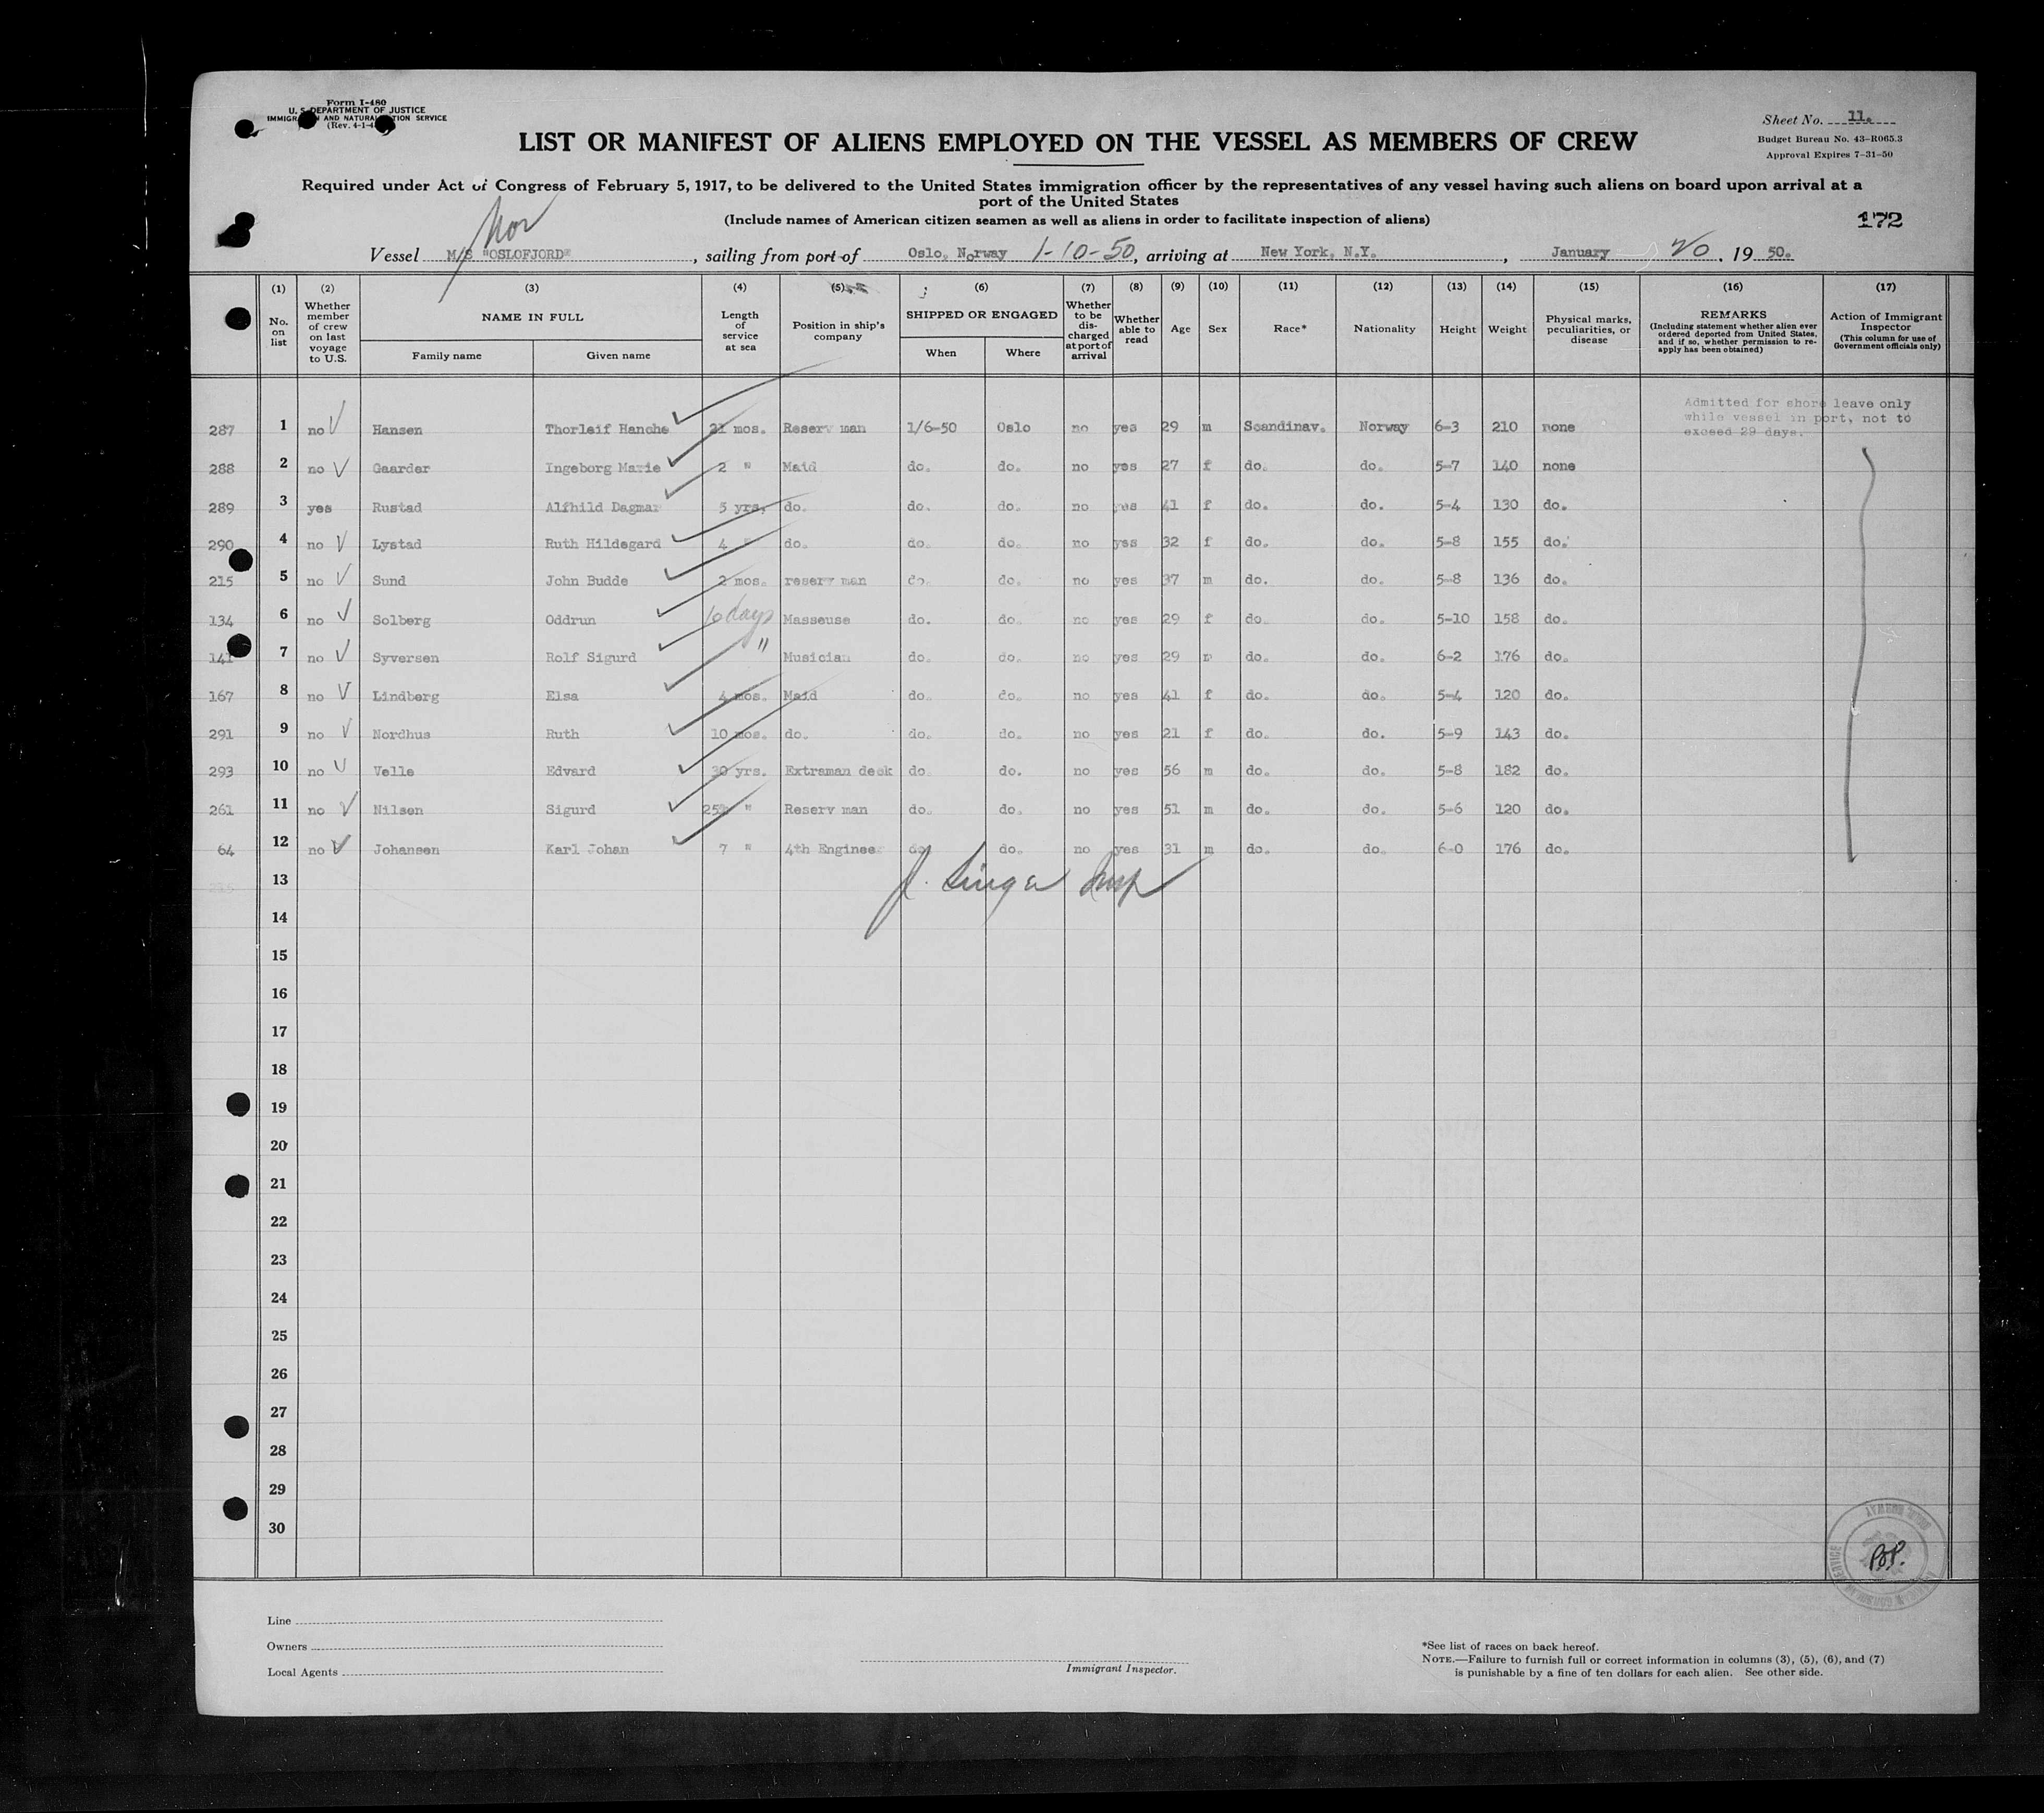 Form I-480
U. S. DEPARTMENT OF JUSTICE
IMMIGRATION AND NATURALIZATION SERVICE
(Rev. 4-1-4
Sheet No. 11.
Budget Bureau No. 43-R065.3
Approval Expires 7-31-50
LIST OR MANIFEST OF ALIENS EMPLOYED ON THE VESSEL AS MEMBERS OF CREW
Required under Act of Congress of February 5, 1917, to be delivered to the United States immigration officer by the representatives of any vessel having such aliens on board upon arrival at a
port of the United States
(Include names of American citizen seamen as well as aliens in order to facilitate inspection of aliens)
172
Nor
Vessel M/S "OSLOFJORD", sailing from port of Oslo, Norway 1-10-50, arriving at New York, N.Y., January 20, 1950.
(1) (2) (3) (4) (5) (6) (7) (8) (9) (10) (11) (12) (13) (14) (15) (16) (17)
No. on list
Whether member of crew on last voyage to U.S.
NAME IN FULL
Family name Given name
Length of service at sea
Position in ship's company
SHIPPED OR ENGAGED
When Where
Whether to be discharged at port of arrival
Whether able to read
Age Sex Race* Nationality Height Weight
Physical marks, peculiarities, or disease
REMARKS
(Including statement whether alien ever ordered deported from United States, and if so, whether permission to re-apply has been obtained)
Action of Immigrant Inspector
(This column for use of Government officials only)
Admitted for shore leave only
while vessel in port, not to
exceed 29 days.
287 1 no Hansen Thorleif Hanche 21 mos. Reserv man 1/6-50 Oslo no yes 29 m Scandinav. Norway 6-3 210 none
288 2 no Gaarder Ingeborg Marie 2 " Maid do. do. no yes 27 f do. do. 5-7 140 none
289 3 yes Rustad Alfhild Dagmar 5 yrs. do. do. do. no yes 41 f do. do. 5-4 130 do.
290 4 no Lystad Ruth Hildegard 4 " do. do. do. no yes 32 f do. do. 5-8 155 do.
215 5 no Sund John Budde 2 mos. reserv man do. do. no yes 37 m do. do. 5-8 136 do.
134 6 no Solberg Oddrun 10 days Masseuse do. do. no yes 29 f do. do. 5-10 158 do.
141 7 no Syversen Rolf Sigurd " Musician do. do. no yes 29 m do. do. 6-2 176 do.
167 8 no Lindberg Elsa 4 mos. Maid do. do. no yes 41 f do. do. 5-4 120 do.
291 9 no Nordhus Ruth 10 mos. do. do. do. no yes 21 f do. do. 5-9 143 do.
293 10 no Velle Edvard 30 yrs. Extraman deck do. do. no yes 56 m do. do. 5-8 182 do.
261 11 no Nilsen Sigurd " Reserv man do. do. no yes 51 m do. do. 5-6 120 do.
64 12 no Johansen Karl Johan 7 " 4th Engineer do. do. no yes 31 m do. do. 6-0 176 do.
13
J. Singer Insp
14
15
16
17
18
19
20
21
22
23
24
25
26
27
28
29
30
Line
Owners
Local Agents
Immigrant Inspector.
*See list of races on back hereof.
NOTE.—Failure to furnish full or correct information in columns (3), (5), (6), and (7)
is punishable by a fine of ten dollars for each alien. See other side.